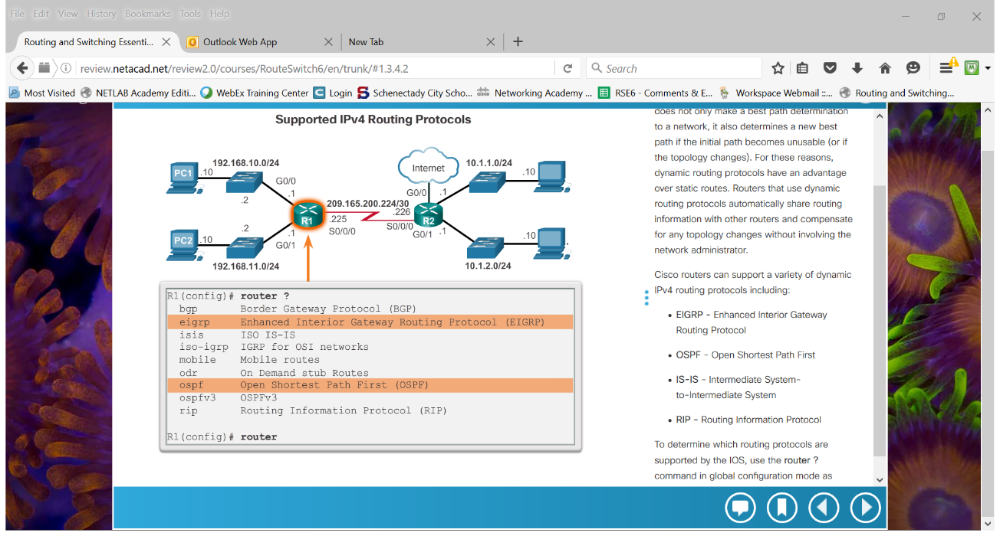 File Edit View History Bookmarks Tools Help
Routing and Switching Essenti...
Outlook Web App
New Tab
review.netacad.net/review2.0/courses/RouteSwitch6/en/trunk/#1.3.4.2
Search
Most Visited NETLAB Academy Editi... WebEx Training Center Login Schenectady City Scho... Networking Academy ... RSE6 - Comments & E... Workspace Webmail ::... Routing and Switching...
Supported IPv4 Routing Protocols
192.168.10.0/24
PC1
.10
G0/0
.1
.2
Internet
10.1.1.0/24
.10
G0/0
.1
209.165.200.224/30
.226
.225
R1
R2
S0/0/0
S0/0/0
G0/1
.1
.2
.1
PC2
.10
G0/1
.10
192.168.11.0/24
10.1.2.0/24
R1(config)# router ?
bgp Border Gateway Protocol (BGP)
eigrp Enhanced Interior Gateway Routing Protocol (EIGRP)
isis ISO IS-IS
iso-igrp IGRP for OSI networks
mobile Mobile routes
odr On Demand stub Routes
ospf Open Shortest Path First (OSPF)
ospfv3 OSPFv3
rip Routing Information Protocol (RIP)
R1(config)# router
does not only make a best path determination
to a network, it also determines a new best
path if the initial path becomes unusable (or if
the topology changes). For these reasons,
dynamic routing protocols have an advantage
over static routes. Routers that use dynamic
routing protocols automatically share routing
information with other routers and compensate
for any topology changes without involving the
network administrator.
Cisco routers can support a variety of dynamic
IPv4 routing protocols including:
• EIGRP - Enhanced Interior Gateway
Routing Protocol
• OSPF - Open Shortest Path First
• IS-IS - Intermediate System-
to-Intermediate System
• RIP - Routing Information Protocol
To determine which routing protocols are
supported by the IOS, use the router ?
command in global configuration mode as